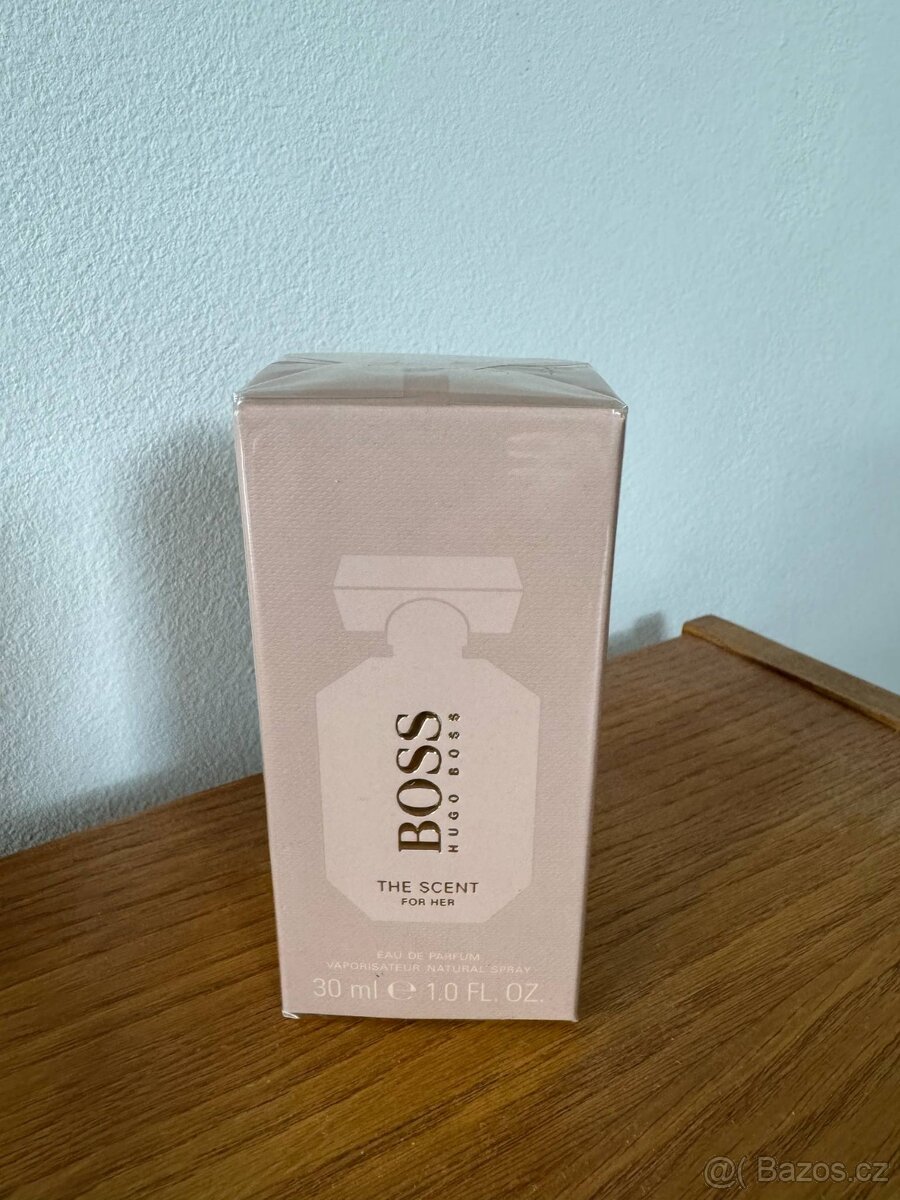 BOSS
HUGO BOSS
THE SCENT
FOR HER
EAU DE PARFUM
VAPORISATEUR NATURAL SPRAY
30 ml ℮ 1.0 FL. OZ.
@( Bazos.cz